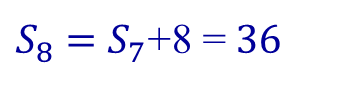 S₈ = S₇+8 = 36